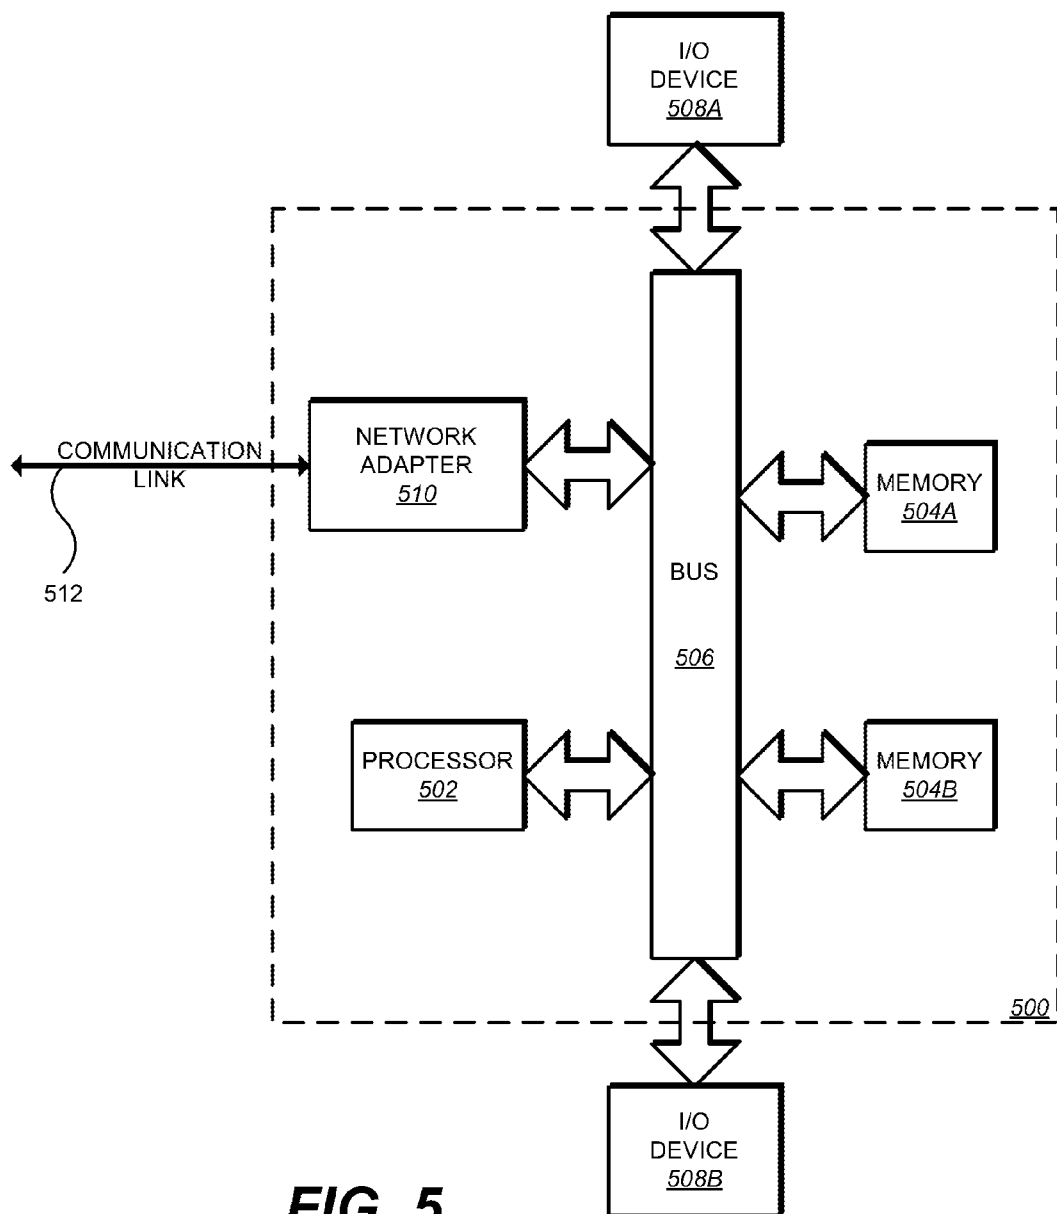 I/O
DEVICE
508A
COMMUNICATION
LINK
512
NETWORK
ADAPTER
510
MEMORY
504A
BUS
506
PROCESSOR
502
MEMORY
504B
500
I/O
DEVICE
508B
FIG. 5